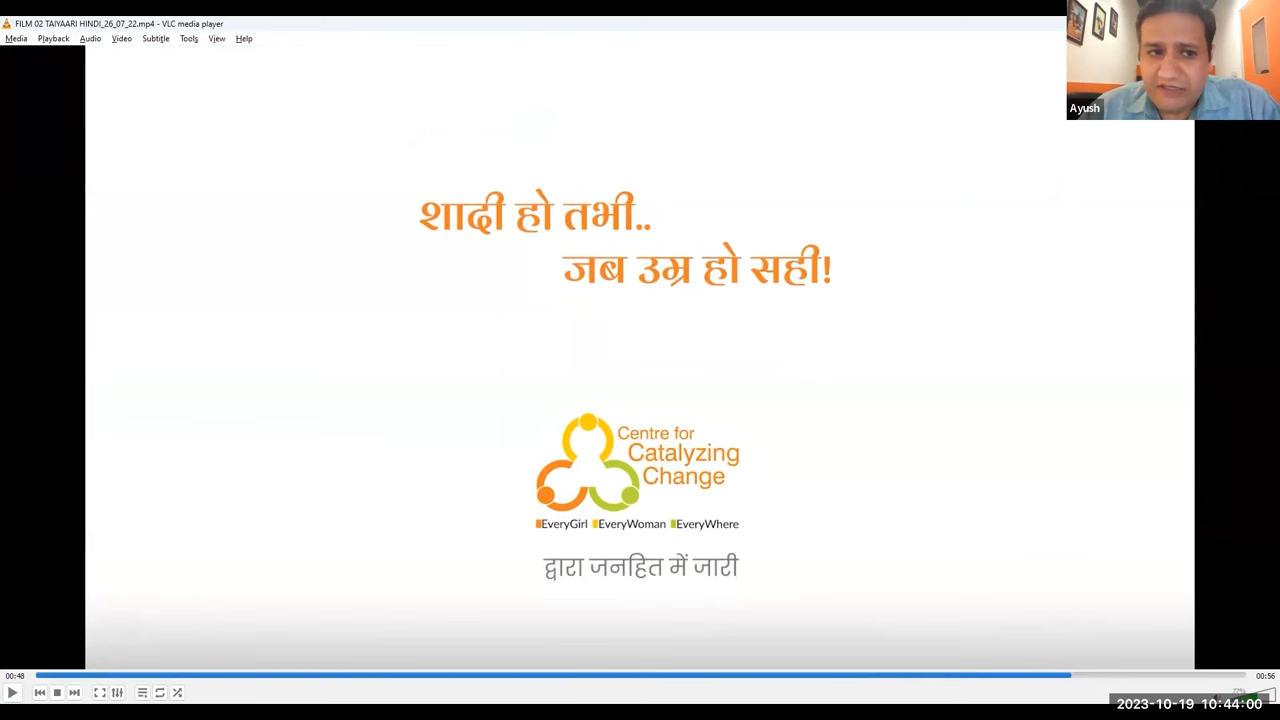 FILM 02 TAIYAARI HINDI_26_07_22.mp4 - VLC media player
Media Playback Audio Video Subtitle Tools View Help
Ayush
शादी हो तभी..
जब उम्र हो सही!
Centre for
Catalyzing
Change
EveryGirl EveryWoman EveryWhere
द्वारा जनहित में जारी
00:48
00:56
77%
2023-10-19 10:44:00